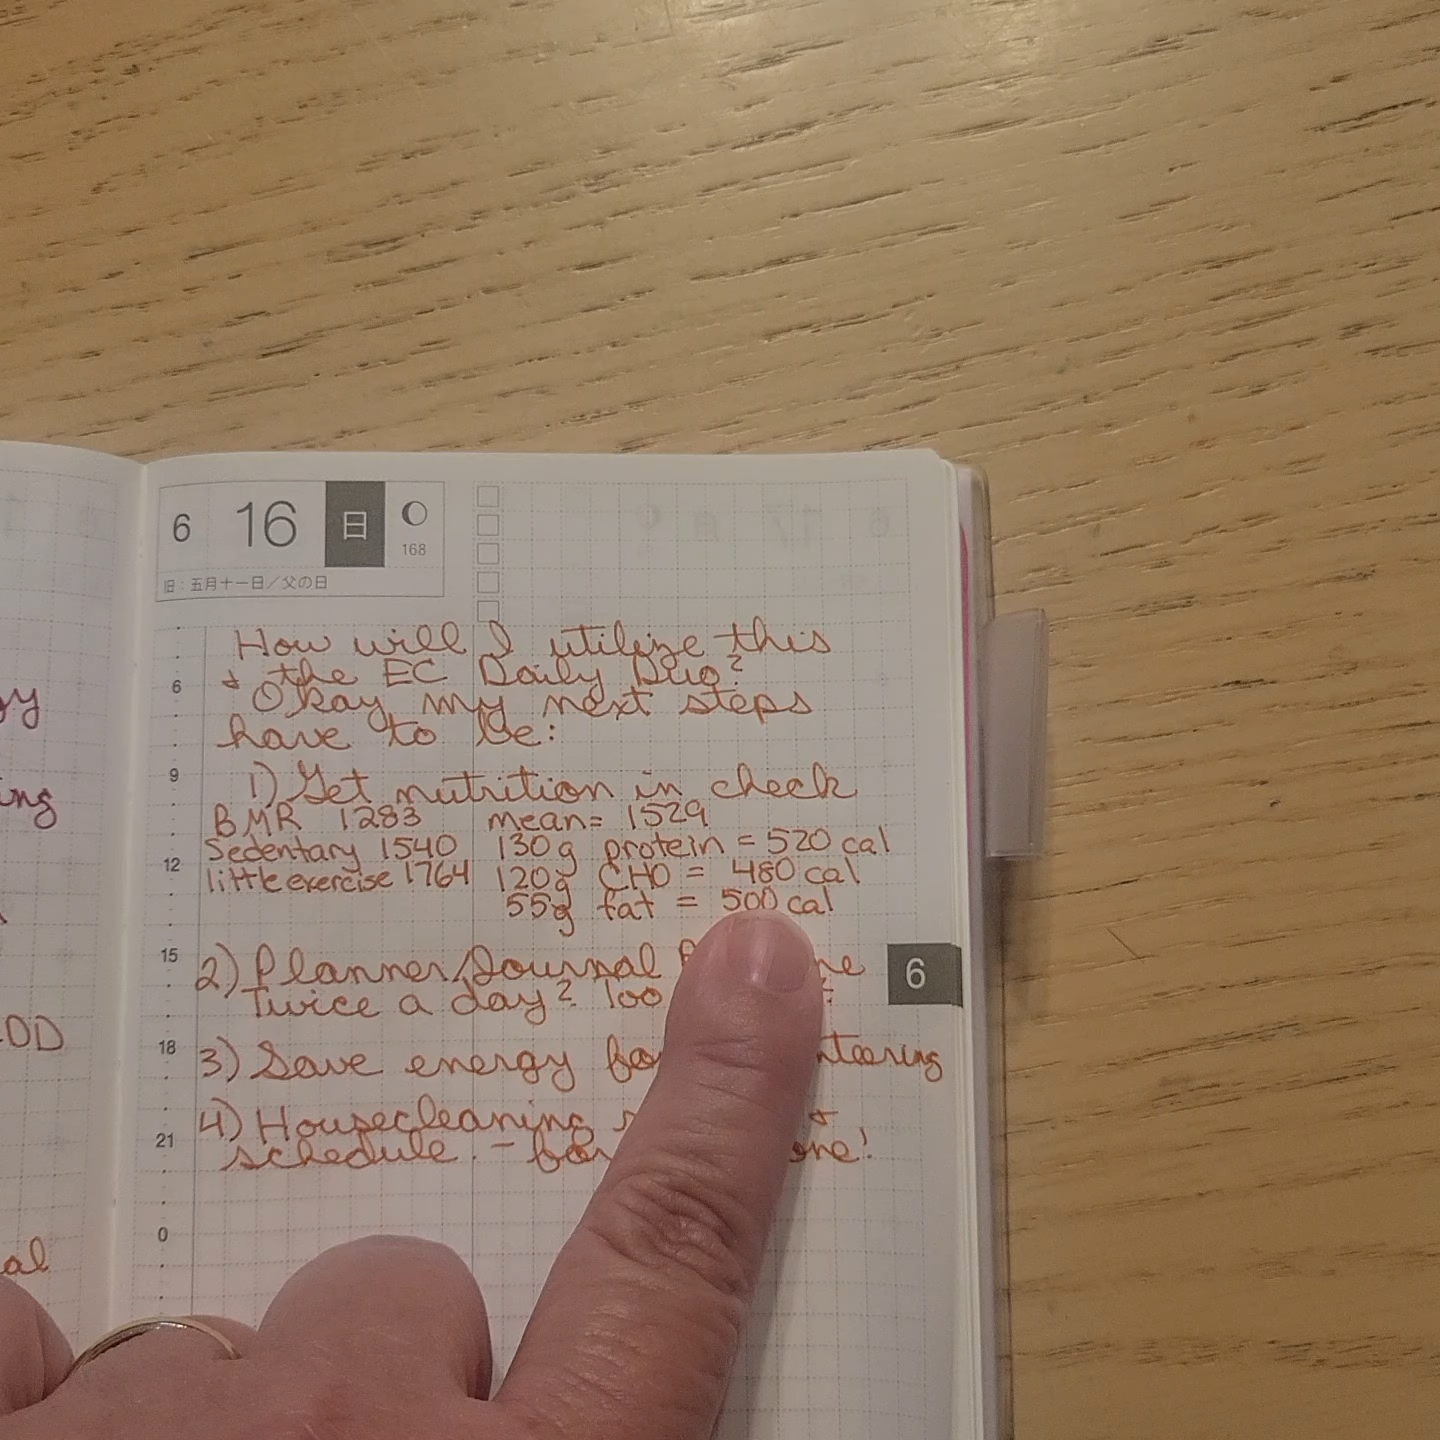 6 16 日
168
旧：五月十一日／父の日
How will I utilize this
& the EC Daily Duo?
Okay my next steps
have to be:
1) Get nutrition in check
BMR 1283 mean= 1529
Sedentary 1540 130g protein = 520 cal
little exercise 1764 120g CHO = 480 cal
55g fat = 500 cal
2) Planner/Journal
Twice a day? 100
3) Save energy
4) Housecleaning &
schedule. -
6
9
12
15
18
21
0
6
ing
al